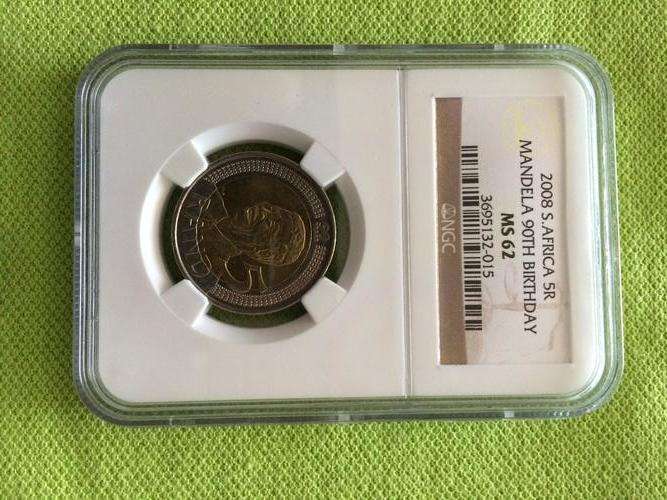 2008 S.AFRICA 5R
MANDELA 90TH BIRTHDAY
MS 62
3695132-015
NGC